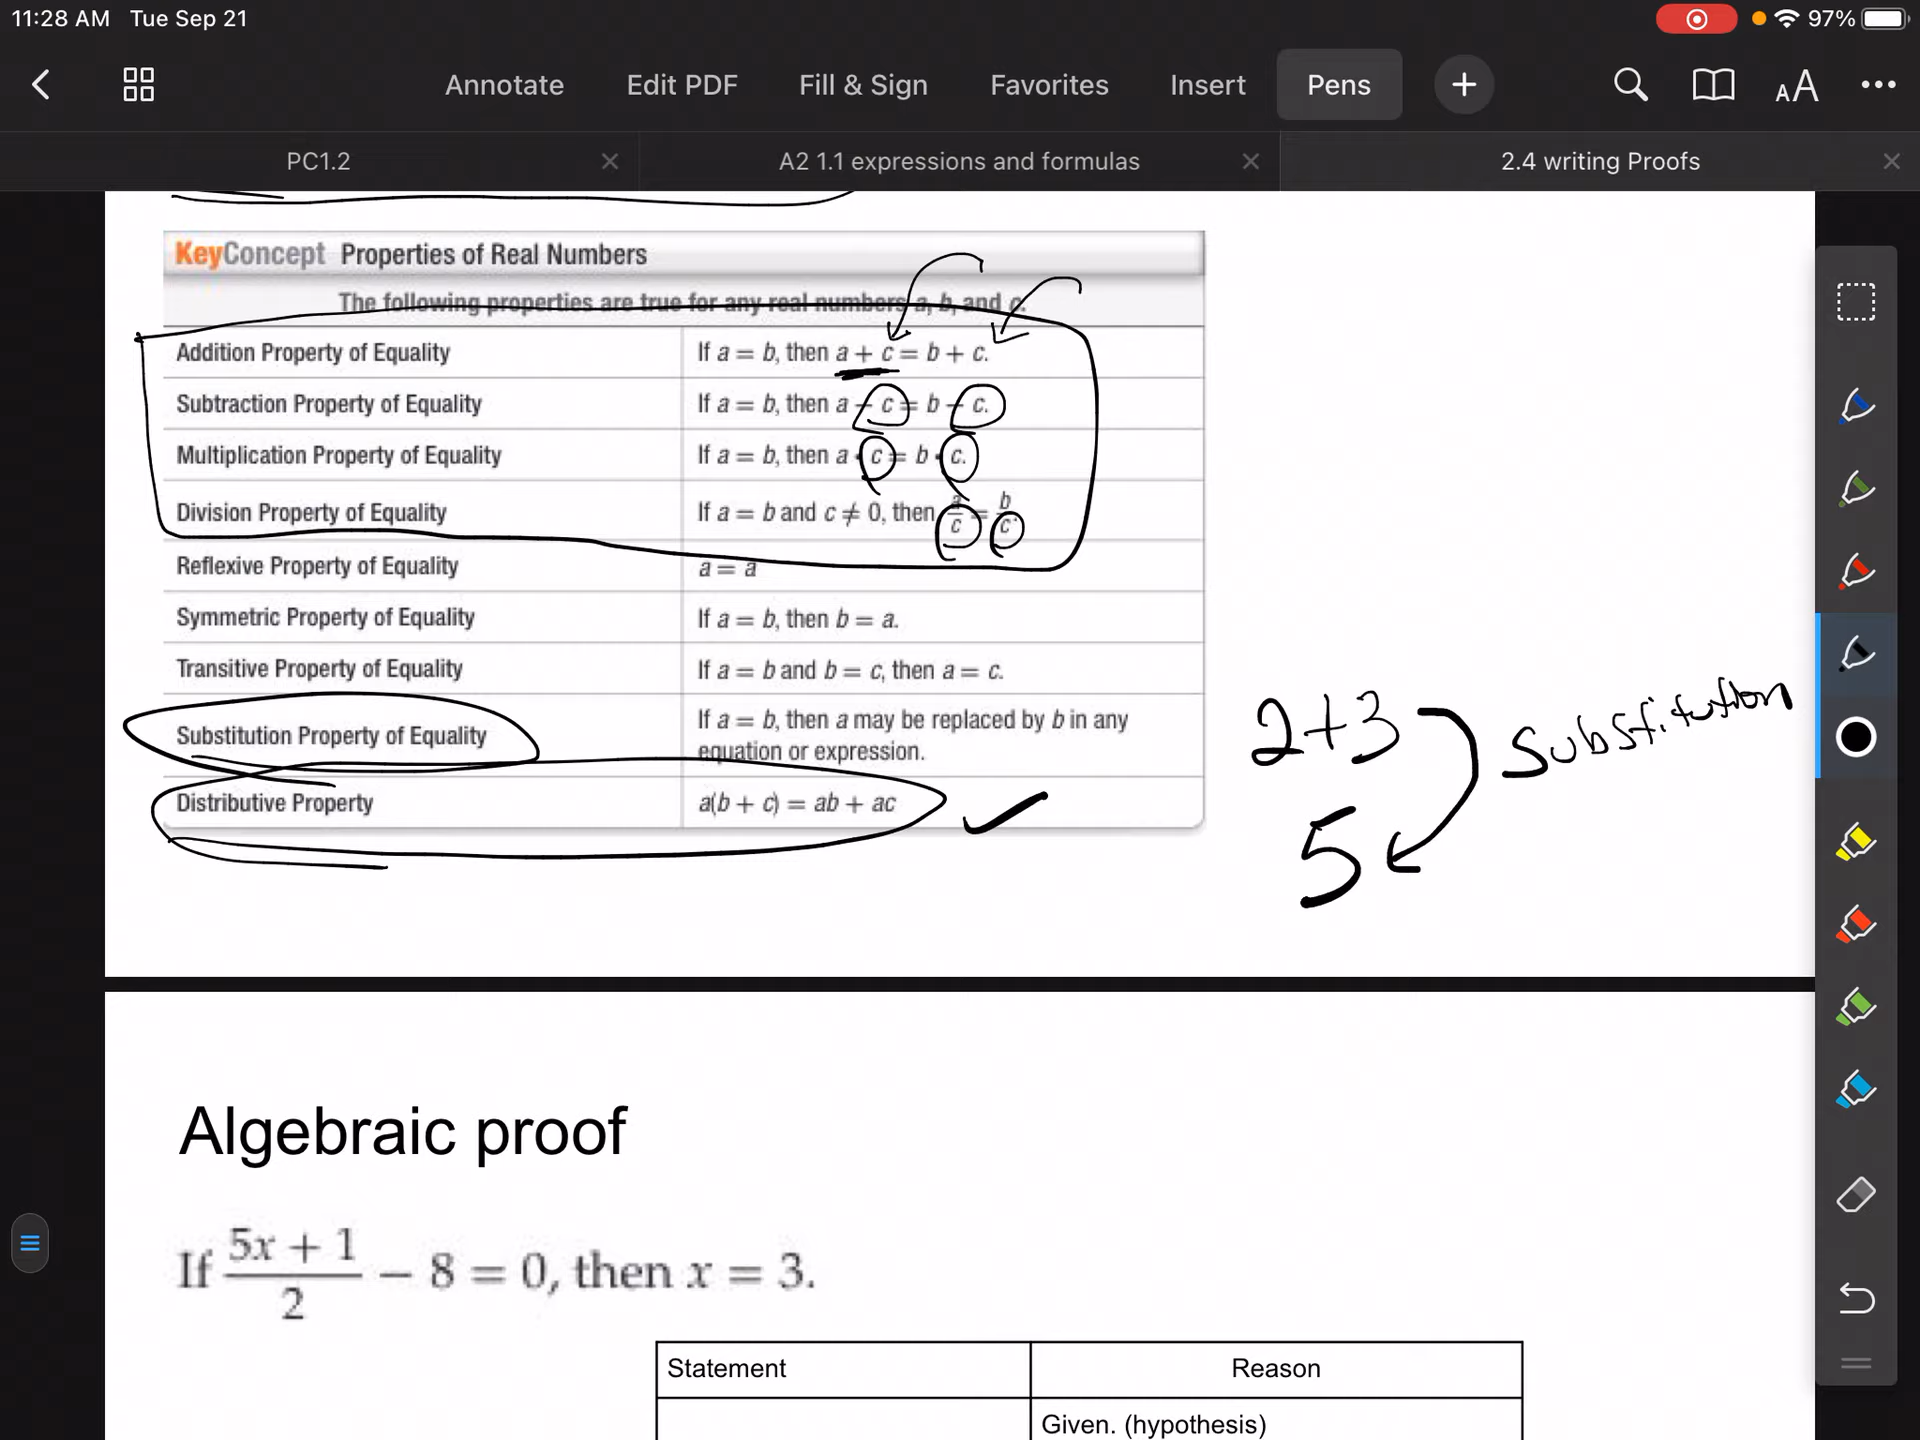 11:28 AM Tue Sep 21
97%
Annotate Edit PDF Fill & Sign Favorites Insert Pens
PC1.2
A2 1.1 expressions and formulas
2.4 writing Proofs
KeyConcept Properties of Real Numbers
The following properties are true for any real numbers a, b, and c.
Addition Property of Equality If a = b, then a + c = b + c.
Subtraction Property of Equality If a = b, then a − c = b − c.
Multiplication Property of Equality If a = b, then a · c = b · c.
Division Property of Equality If a = b and c ≠ 0, then a/c = b/c.
Reflexive Property of Equality a = a
Symmetric Property of Equality If a = b, then b = a.
Transitive Property of Equality If a = b and b = c, then a = c.
Substitution Property of Equality If a = b, then a may be replaced by b in any
equation or expression.
Distributive Property a(b + c) = ab + ac
2+3
Substitution
5
Algebraic proof
If (5x + 1)/2 − 8 = 0, then x = 3.
Statement Reason
Given. (hypothesis)